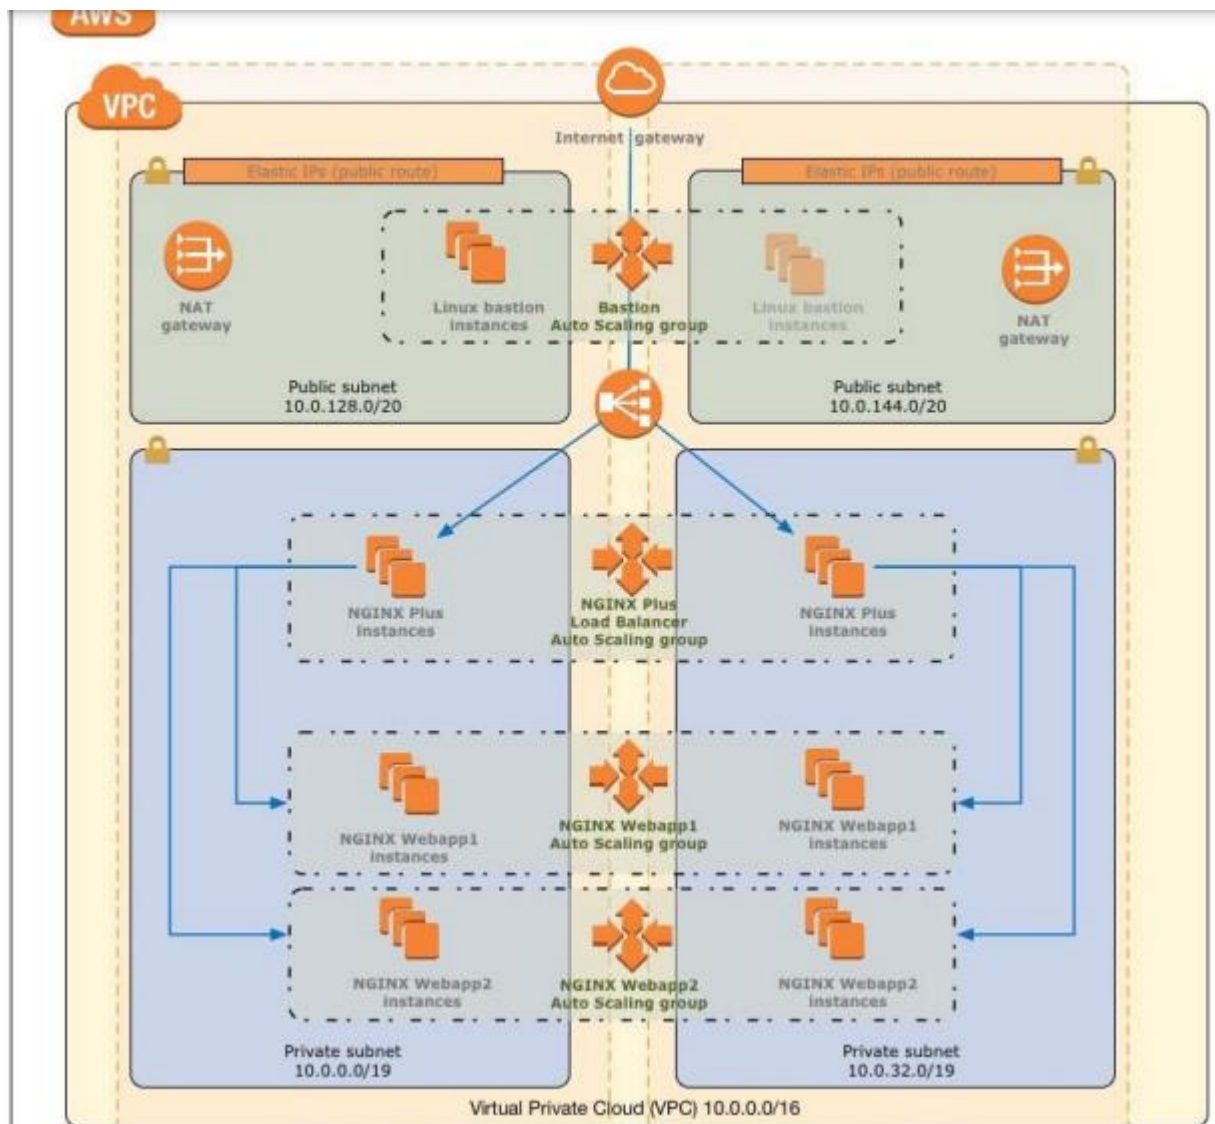 AWS
VPC
Internet gateway
Elastic IPs (public route)
Elastic IPs (public route)
NAT
gateway
Linux bastion
instances
Bastion
Auto Scaling group
Linux bastion
instances
NAT
gateway
Public subnet
10.0.128.0/20
Public subnet
10.0.144.0/20
NGINX Plus
instances
NGINX Plus
Load Balancer
Auto Scaling group
NGINX Plus
instances
NGINX Webapp1
instances
NGINX Webapp1
Auto Scaling group
NGINX Webapp1
instances
NGINX Webapp2
instances
NGINX Webapp2
Auto Scaling group
NGINX Webapp2
instances
Private subnet
10.0.0.0/19
Private subnet
10.0.32.0/19
Virtual Private Cloud (VPC) 10.0.0.0/16